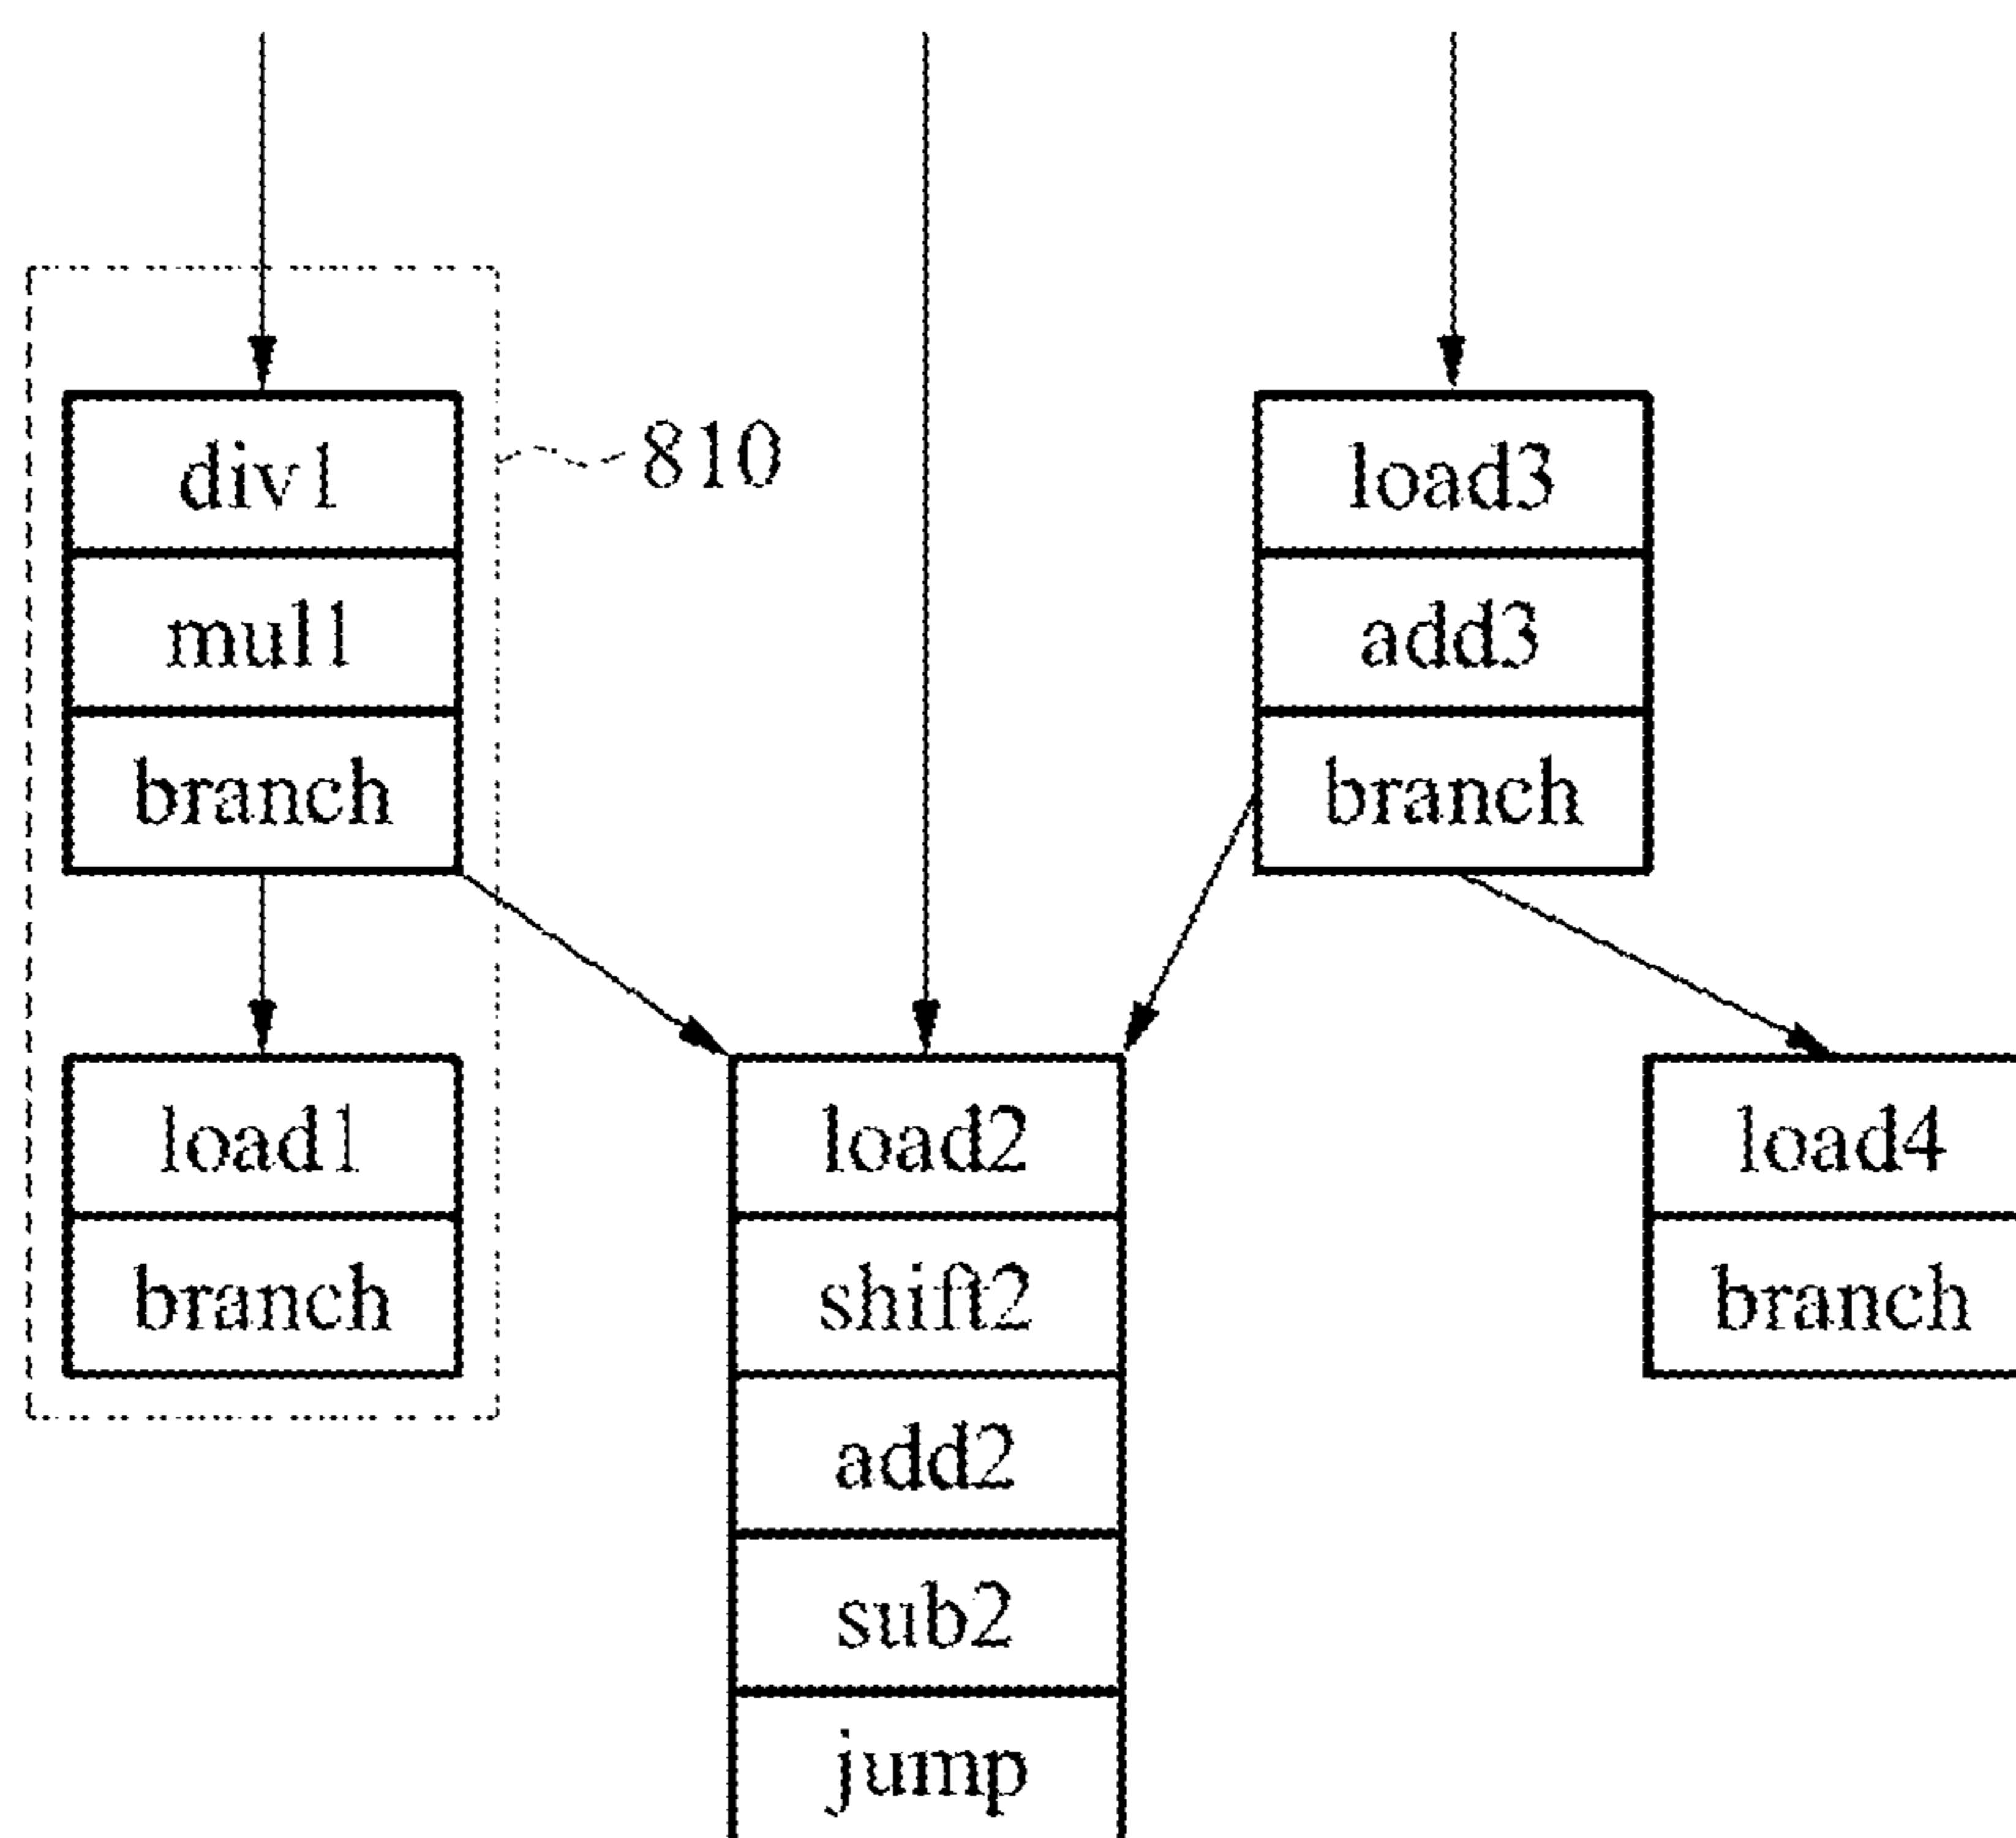 div1
mul1
branch
810
load3
add3
branch
load1
branch
load2
shift2
add2
sub2
jump
load4
branch